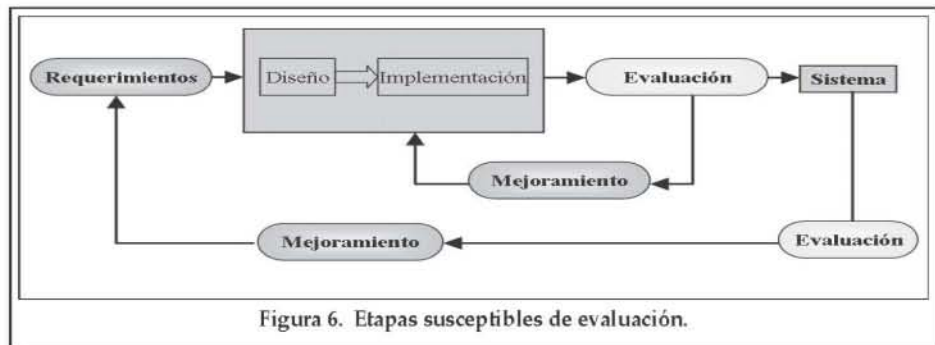 Requerimientos
Diseño
Implementación
Evaluación
Sistema
Mejoramiento
Mejoramiento
Evaluación
Figura 6. Etapas susceptibles de evaluación.